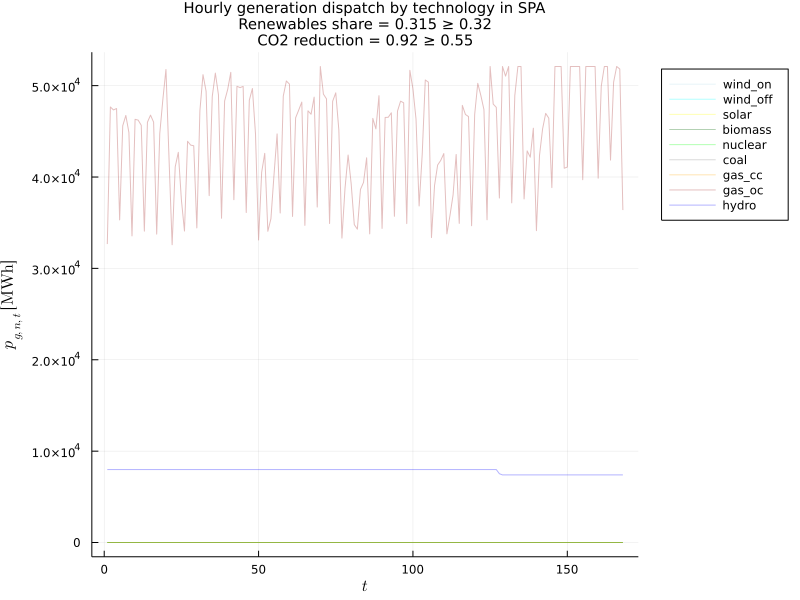 Hourly generation dispatch by technology in SPA
Renewables share = 0.315 ≥ 0.32
CO2 reduction = 0.92 ≥ 0.55
wind_on
wind_off
solar
biomass
nuclear
coal
gas_cc
gas_oc
hydro
5.0×10⁴
4.0×10⁴
3.0×10⁴
2.0×10⁴
1.0×10⁴
0
p_{g,n,t} [MWh]
0 50 100 150
t